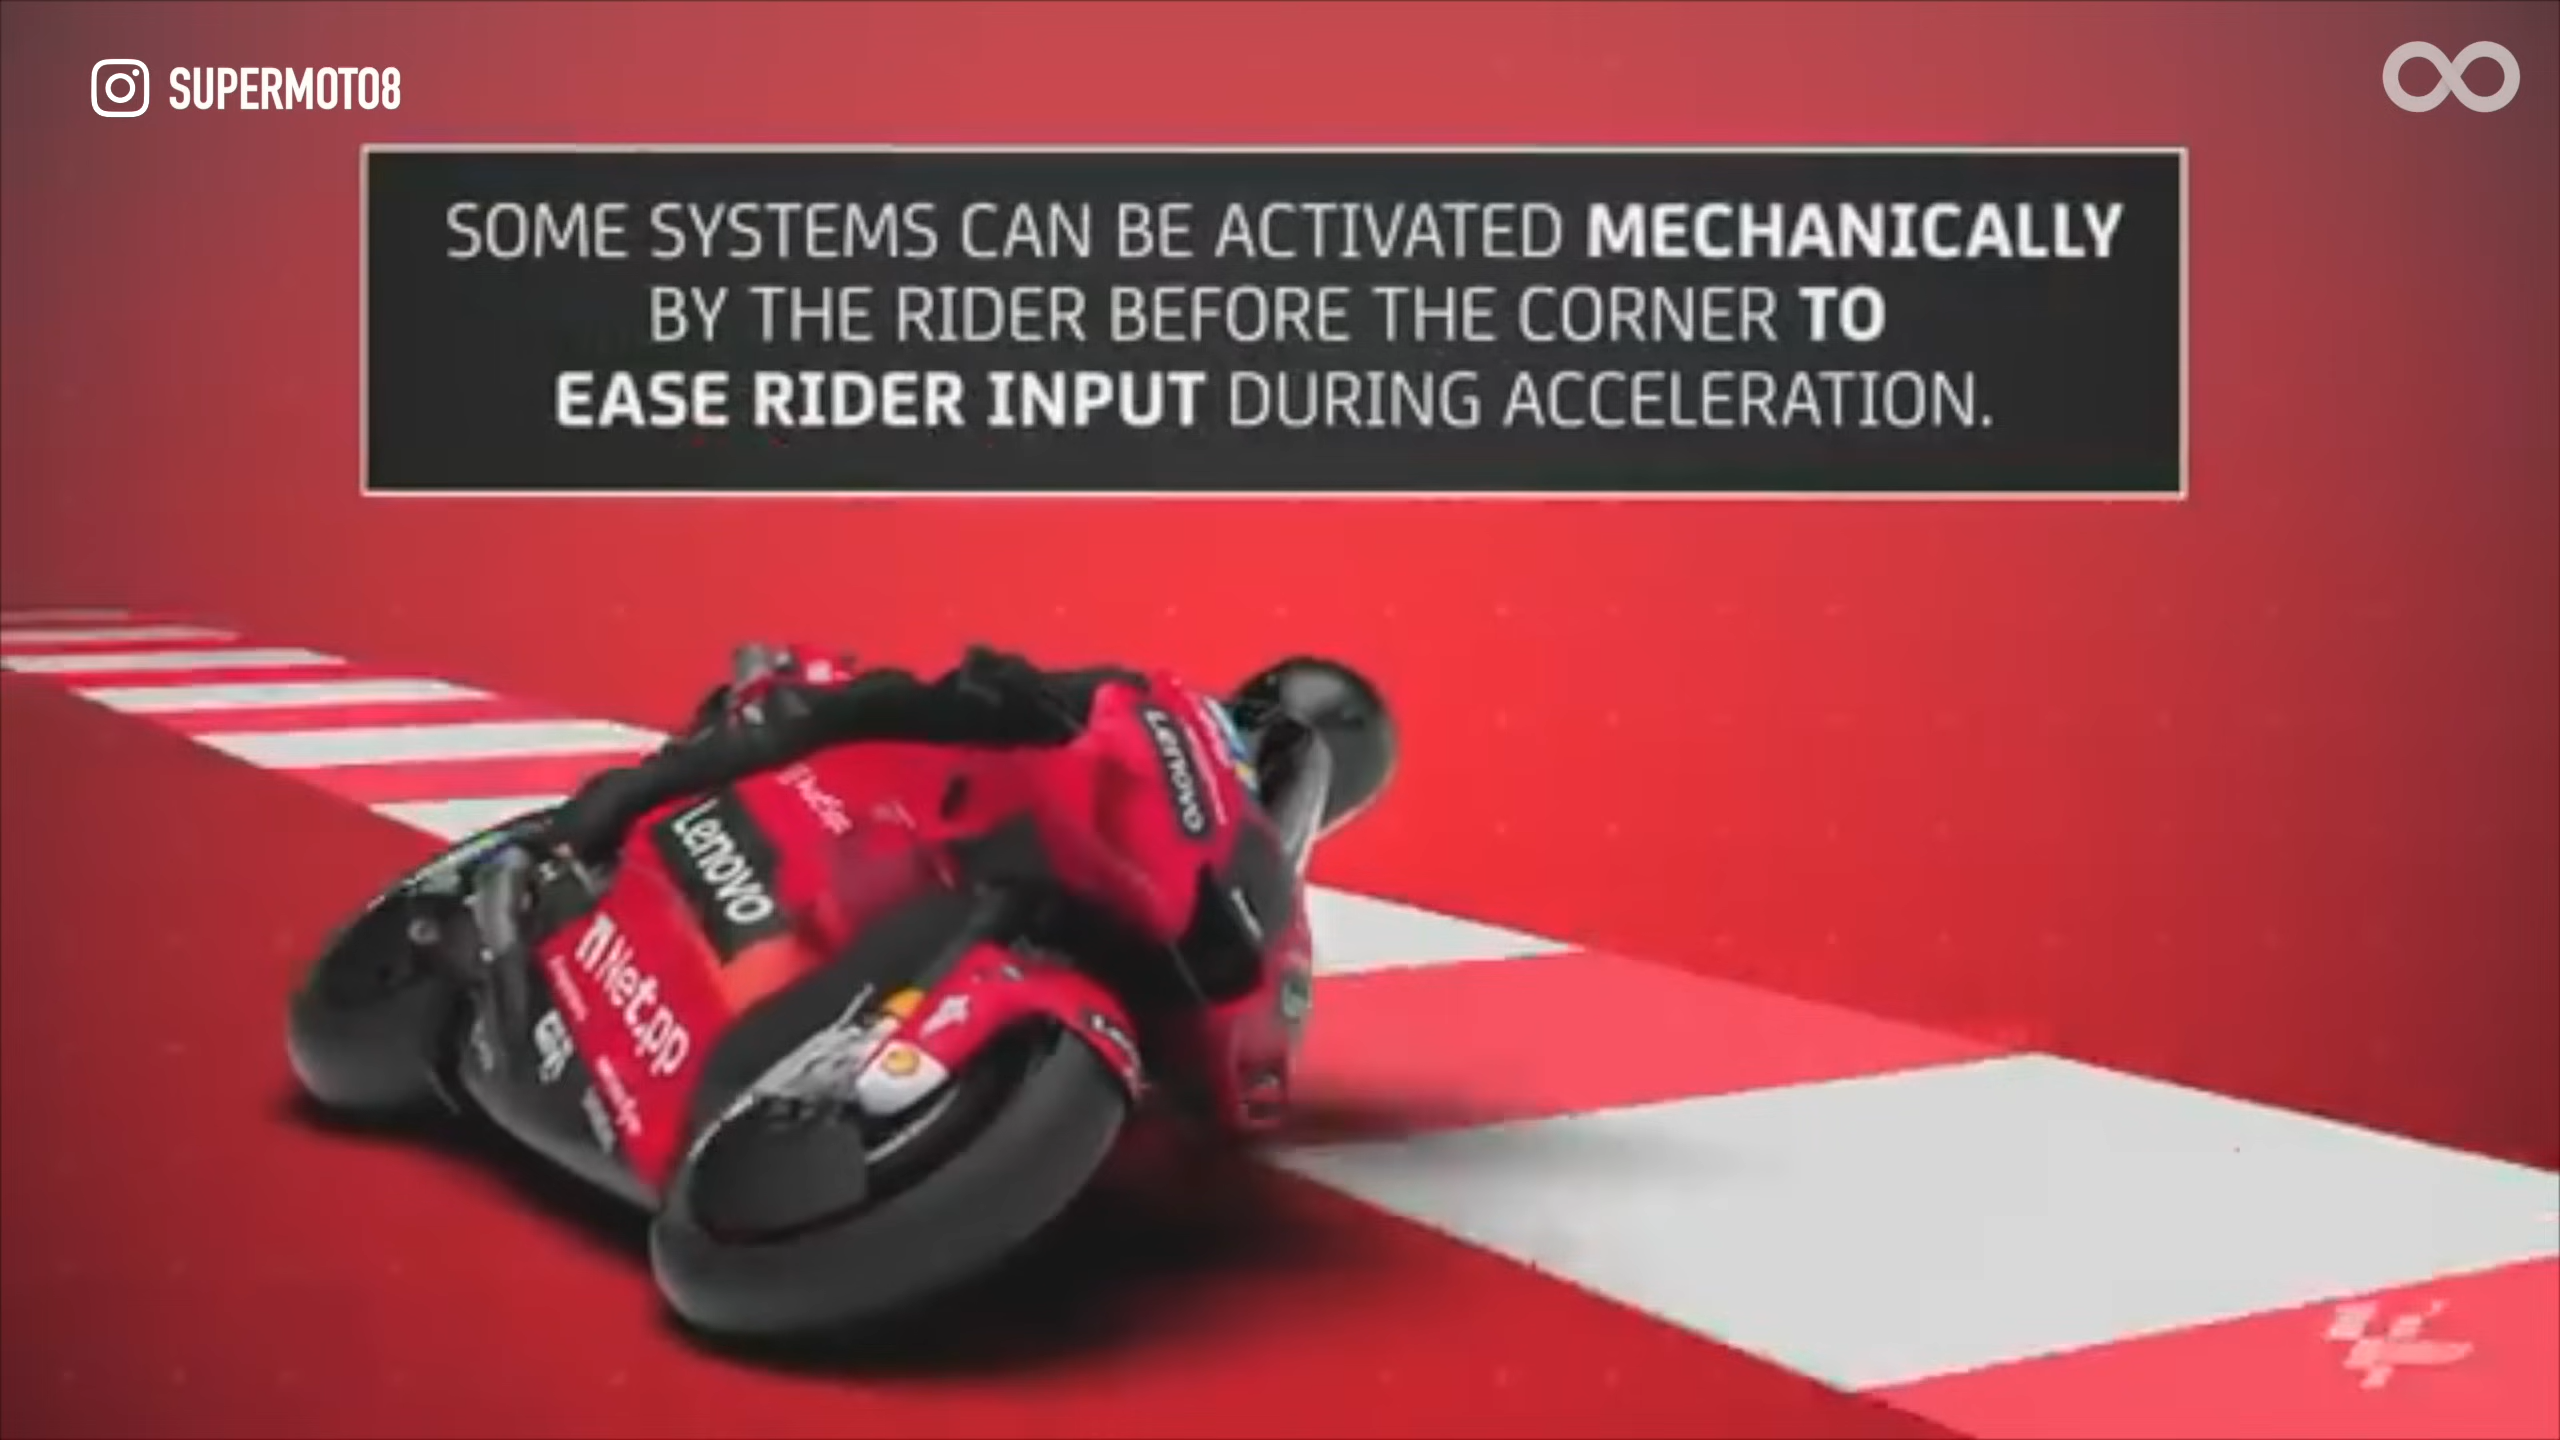 SUPERMOTO8
SOME SYSTEMS CAN BE ACTIVATED MECHANICALLY
BY THE RIDER BEFORE THE CORNER TO
EASE RIDER INPUT DURING ACCELERATION.
Lenovo
Lenovo